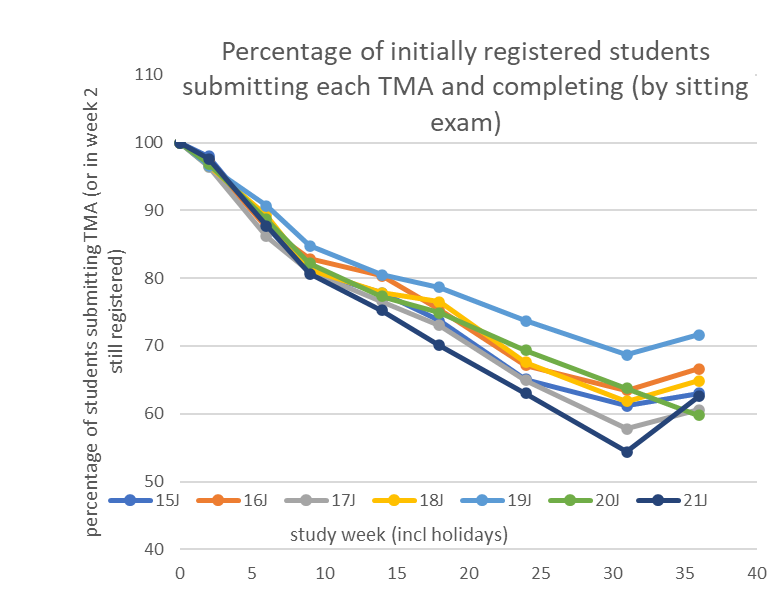 Percentage of initially registered students
submitting each TMA and completing (by sitting
exam)
percentage of students submitting TMA (or in week 2
still registered)
110
100
90
80
70
60
50
40
15J 16J 17J 18J 19J 20J 21J
study week (incl holidays)
0 5 10 15 20 25 30 35 40